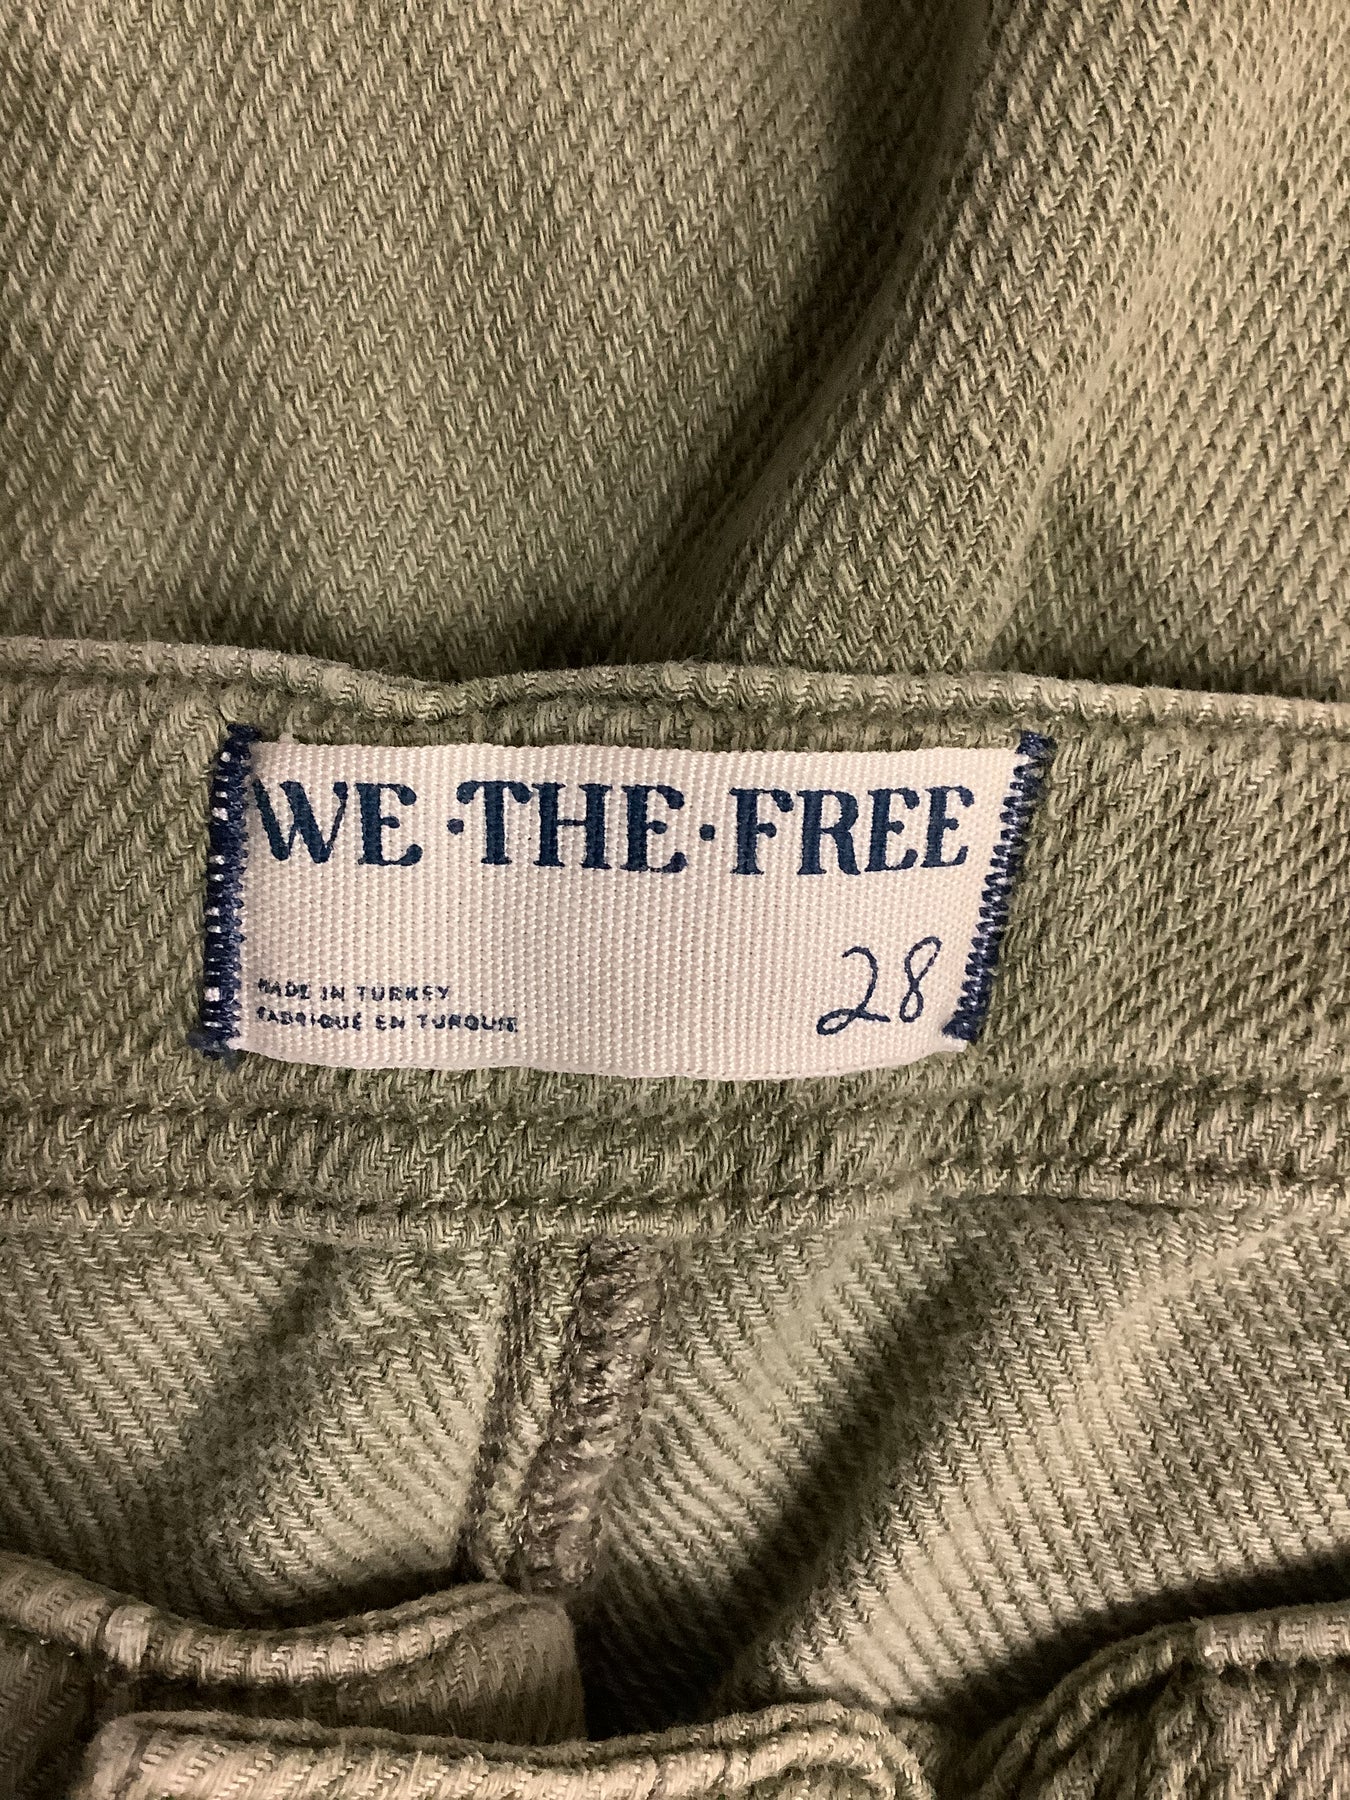 WE·THE·FREE
28
MADE IN TURKEY
FABRIQUÉ EN TURQUIE